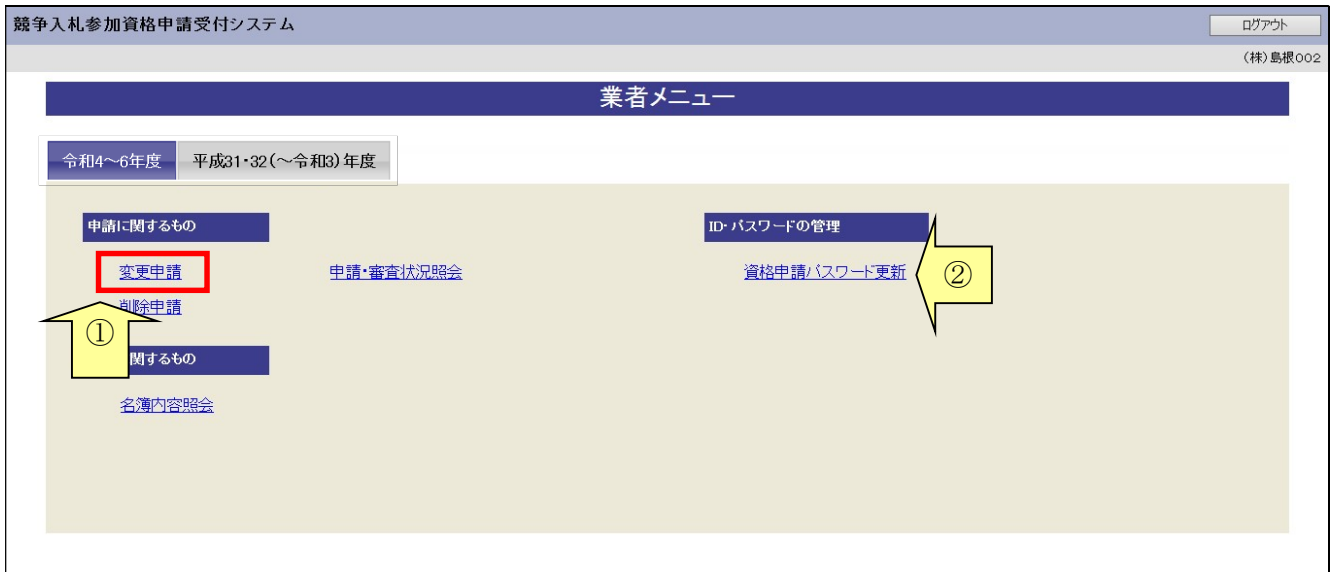 競争入札参加資格申請受付システム
ログアウト
(株)島根002
業者メニュー
令和4～6年度 平成31・32(～令和3)年度
申請に関するもの
ID・パスワードの管理
変更申請 申請・審査状況照会 資格申請パスワード更新
②
削除申請
①
関するもの
名簿内容照会